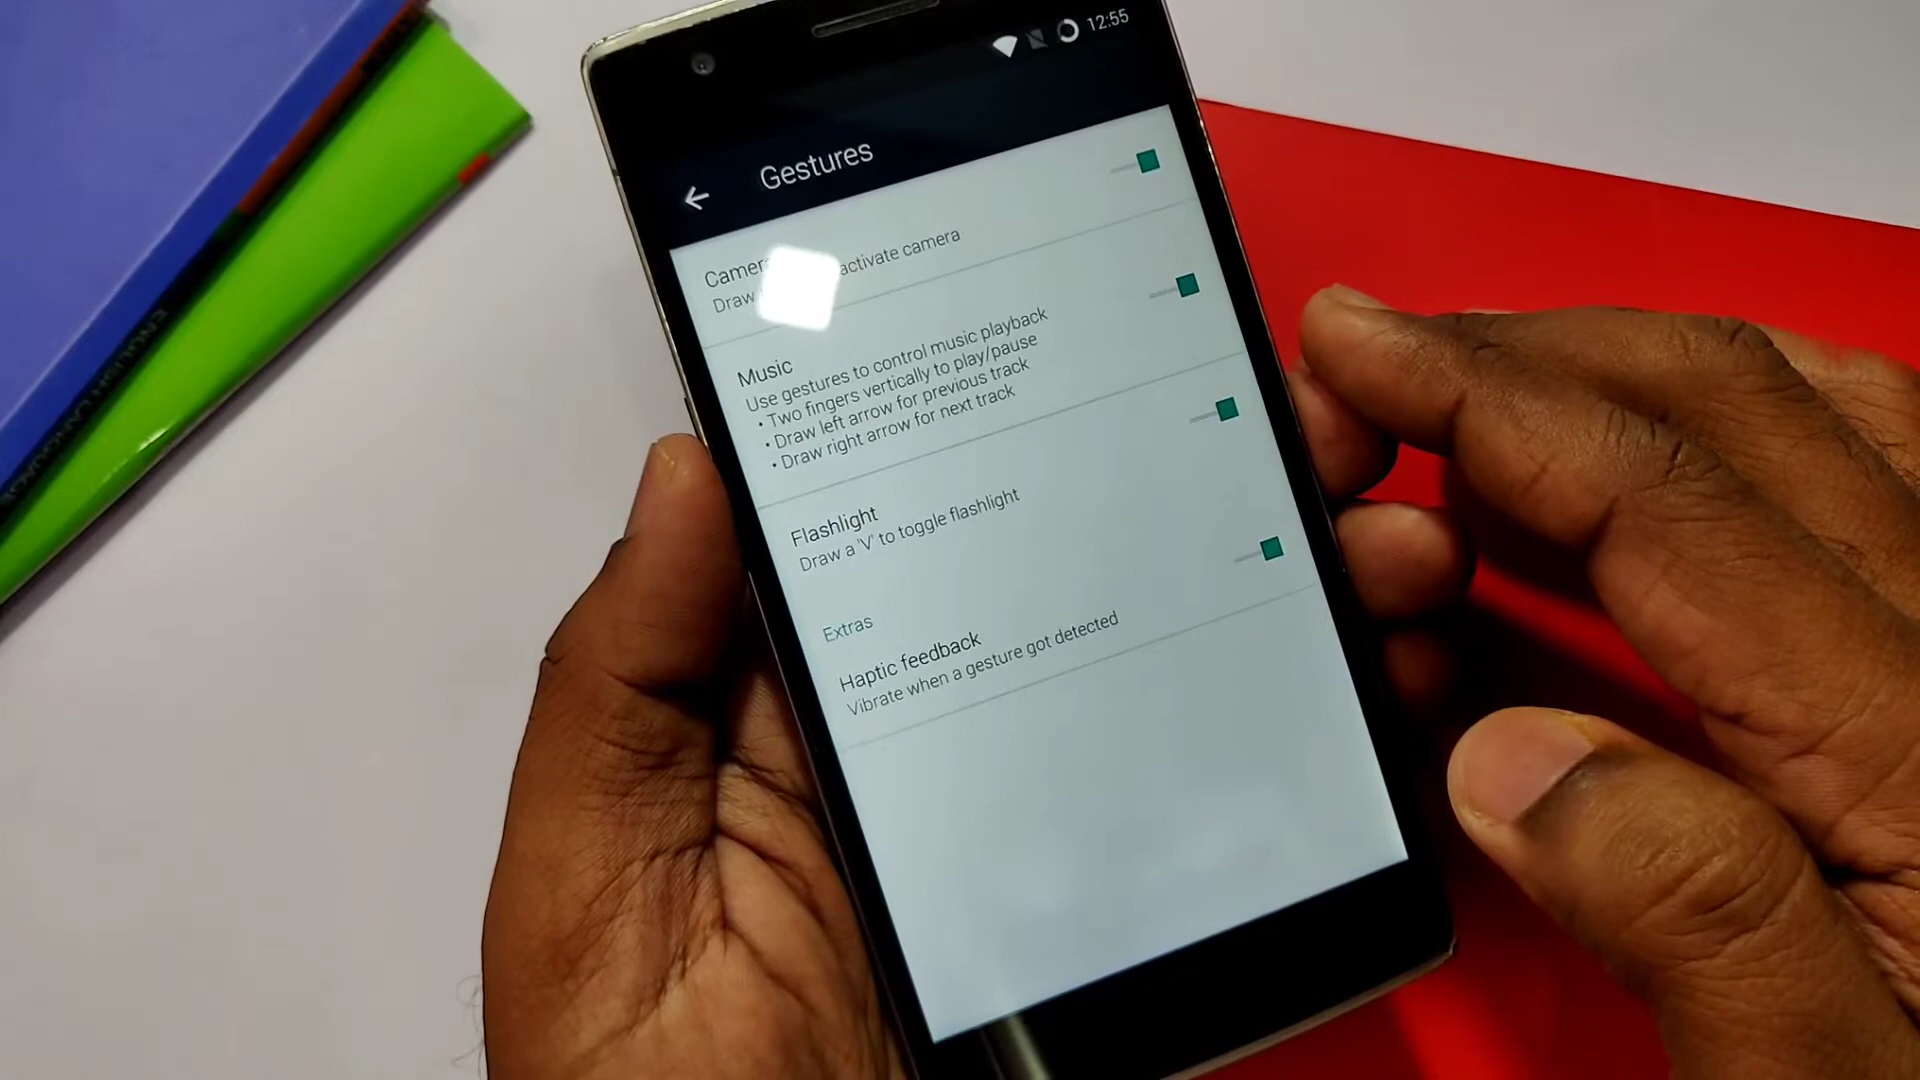 12:55
Gestures
Camera
Draw activate camera
Music
Use gestures to control music playback
• Two fingers vertically to play/pause
• Draw left arrow for previous track
• Draw right arrow for next track
Flashlight
Draw a 'V' to toggle flashlight
Extras
Haptic feedback
Vibrate when a gesture got detected
ENGLISH LANGUAGE